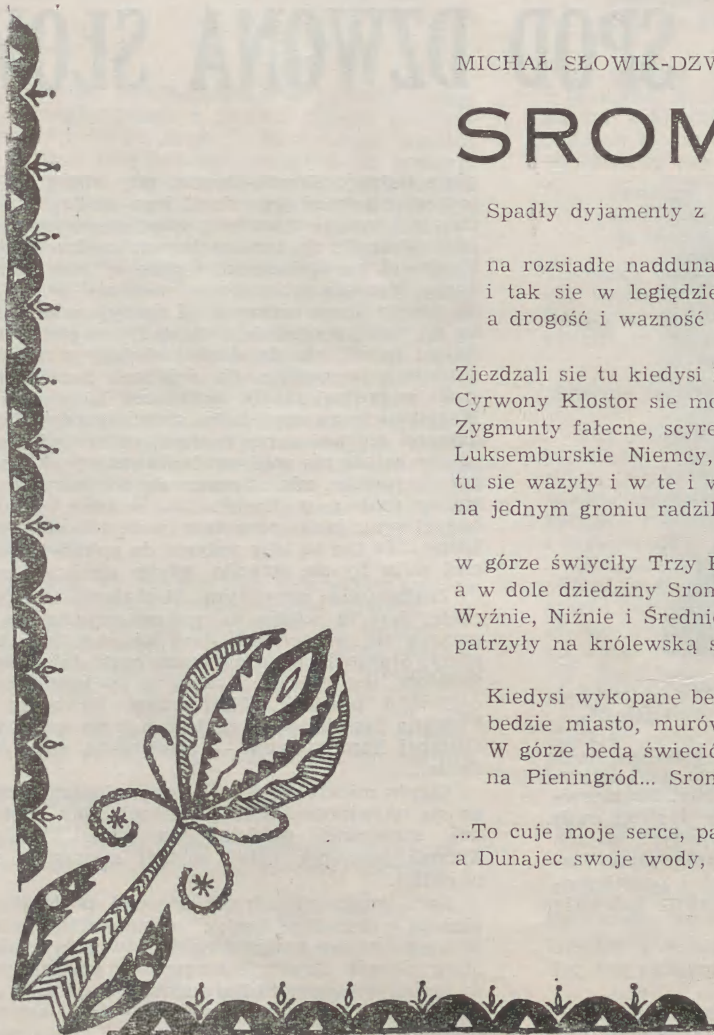 MICHAŁ SŁOWIK-DZW
SROM
Spadły dyjamenty z
na rozsiadłe nadduna
i tak sie w legiędzie
a drogość i wazność
Zjezdzali sie tu kiedysi
Cyrwony Klostor sie mo
Zygmunty fałecne, scyre
Luksemburskie Niemcy,
tu sie wazyły i w te i w
na jednym groniu radzil
w górze świyciły Trzy
a w dole dziedziny Sron
Wyźnie, Niźnie i Średnie
patrzyły na królewską s
Kiedysi wykopane be
bedzie miasto, murów
W górze bedą świecić
na Pieningród... Sron
...To cuje moje serce, pa
a Dunajec swoje wody,